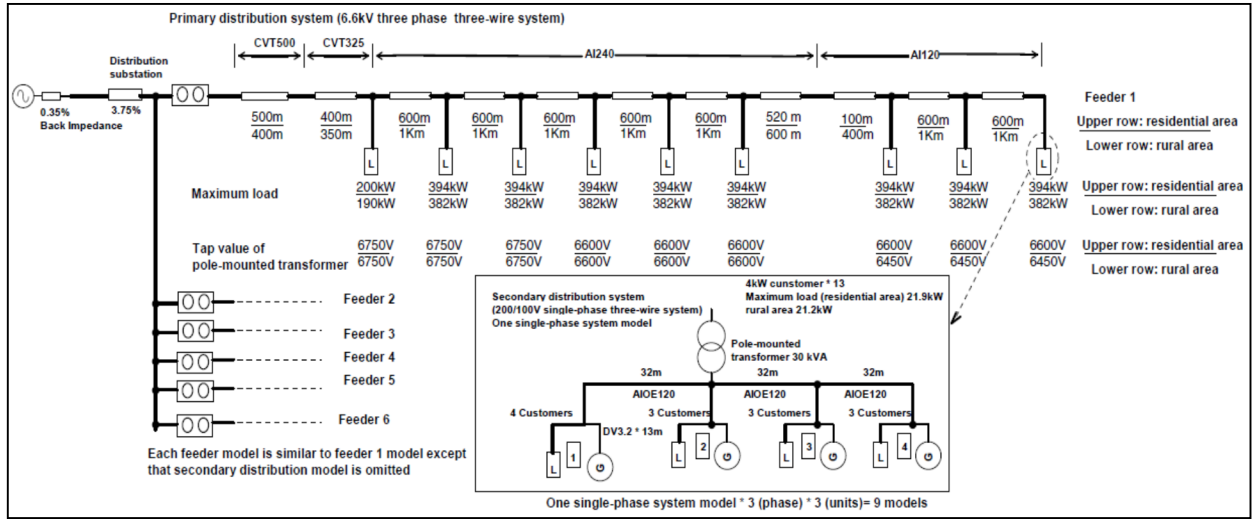 Primary distribution system (6.6kV three phase three-wire system)
CVT500 CVT325 Al240 Al120
Distribution
substation
0.35% 3.75%
Back Impedance
500m 400m 600m 600m 600m 600m 600m 520 m 100m 600m 600m
400m 350m 1Km 1Km 1Km 1Km 1Km 600 m 400m 1Km 1Km
Feeder 1
Upper row: residential area
Lower row: rural area
L L L L L L L L L
Maximum load
200kW 394kW 394kW 394kW 394kW 394kW 394kW 394kW 394kW
190kW 382kW 382kW 382kW 382kW 382kW 382kW 382kW 382kW
Upper row: residential area
Lower row: rural area
Tap value of
pole-mounted transformer
6750V 6750V 6750V 6600V 6600V 6600V 6600V 6600V 6600V
6750V 6750V 6750V 6600V 6600V 6600V 6450V 6450V 6450V
Upper row: residential area
Lower row: rural area
Feeder 2
Feeder 3
Feeder 4
Feeder 5
Feeder 6
Each feeder model is similar to feeder 1 model except
that secondary distribution model is omitted
Secondary distribution system
(200/100V single-phase three-wire system)
One single-phase system model
4kW cunstomer * 13
Maximum load (residential area) 21.9kW
rural area 21.2kW
Pole-mounted
transformer 30 kVA
32m 32m 32m
AIOE120 AIOE120 AIOE120
4 Customers 3 Customers 3 Customers 3 Customers
DV3.2 * 13m
L 1 G L 2 G L 3 G L 4 G
One single-phase system model * 3 (phase) * 3 (units)= 9 models